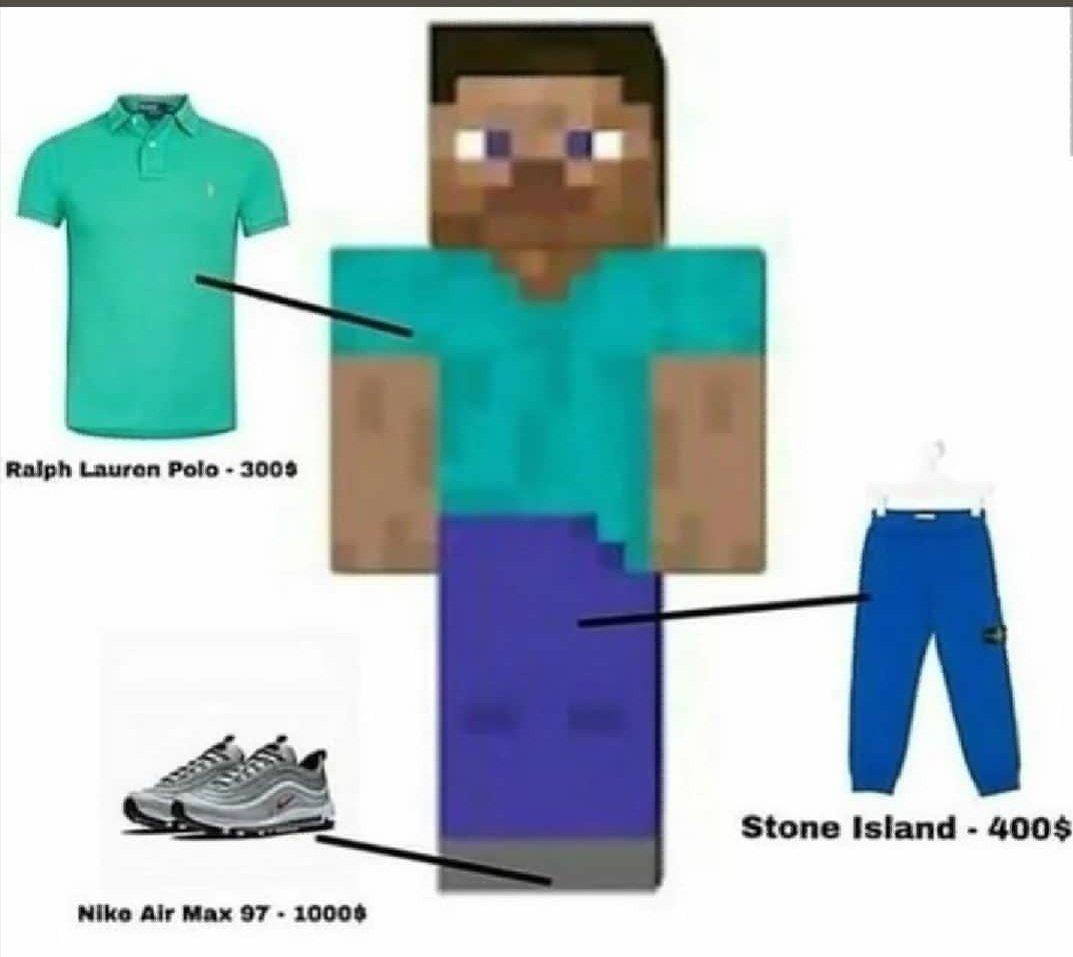 Ralph Lauren Polo - 300$
Stone Island - 400$
Nike Air Max 97 - 1000$